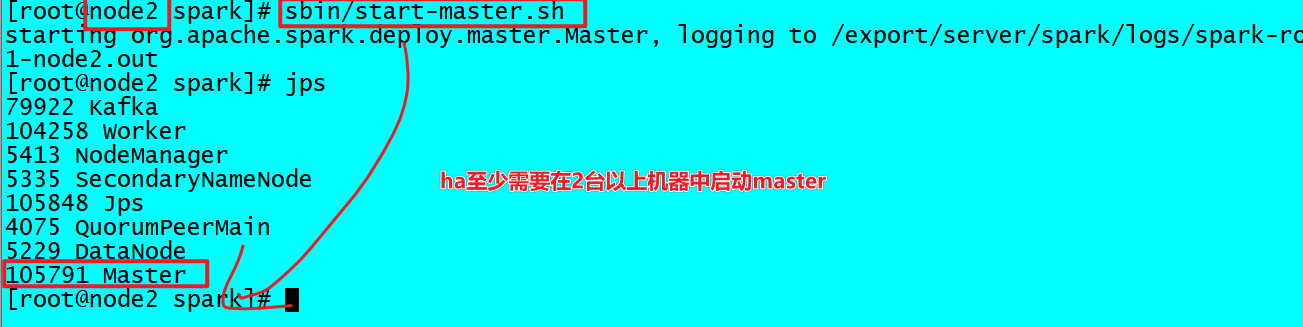 [root@node2 spark]# sbin/start-master.sh
starting org.apache.spark.deploy.master.Master, logging to /export/server/spark/logs/spark-ro
1-node2.out
[root@node2 spark]# jps
79922 Kafka
104258 Worker
5413 NodeManager
5335 SecondaryNameNode
ha至少需要在2台以上机器中启动master
105848 Jps
4075 QuorumPeerMain
5229 DataNode
105791 Master
[root@node2 spark]#